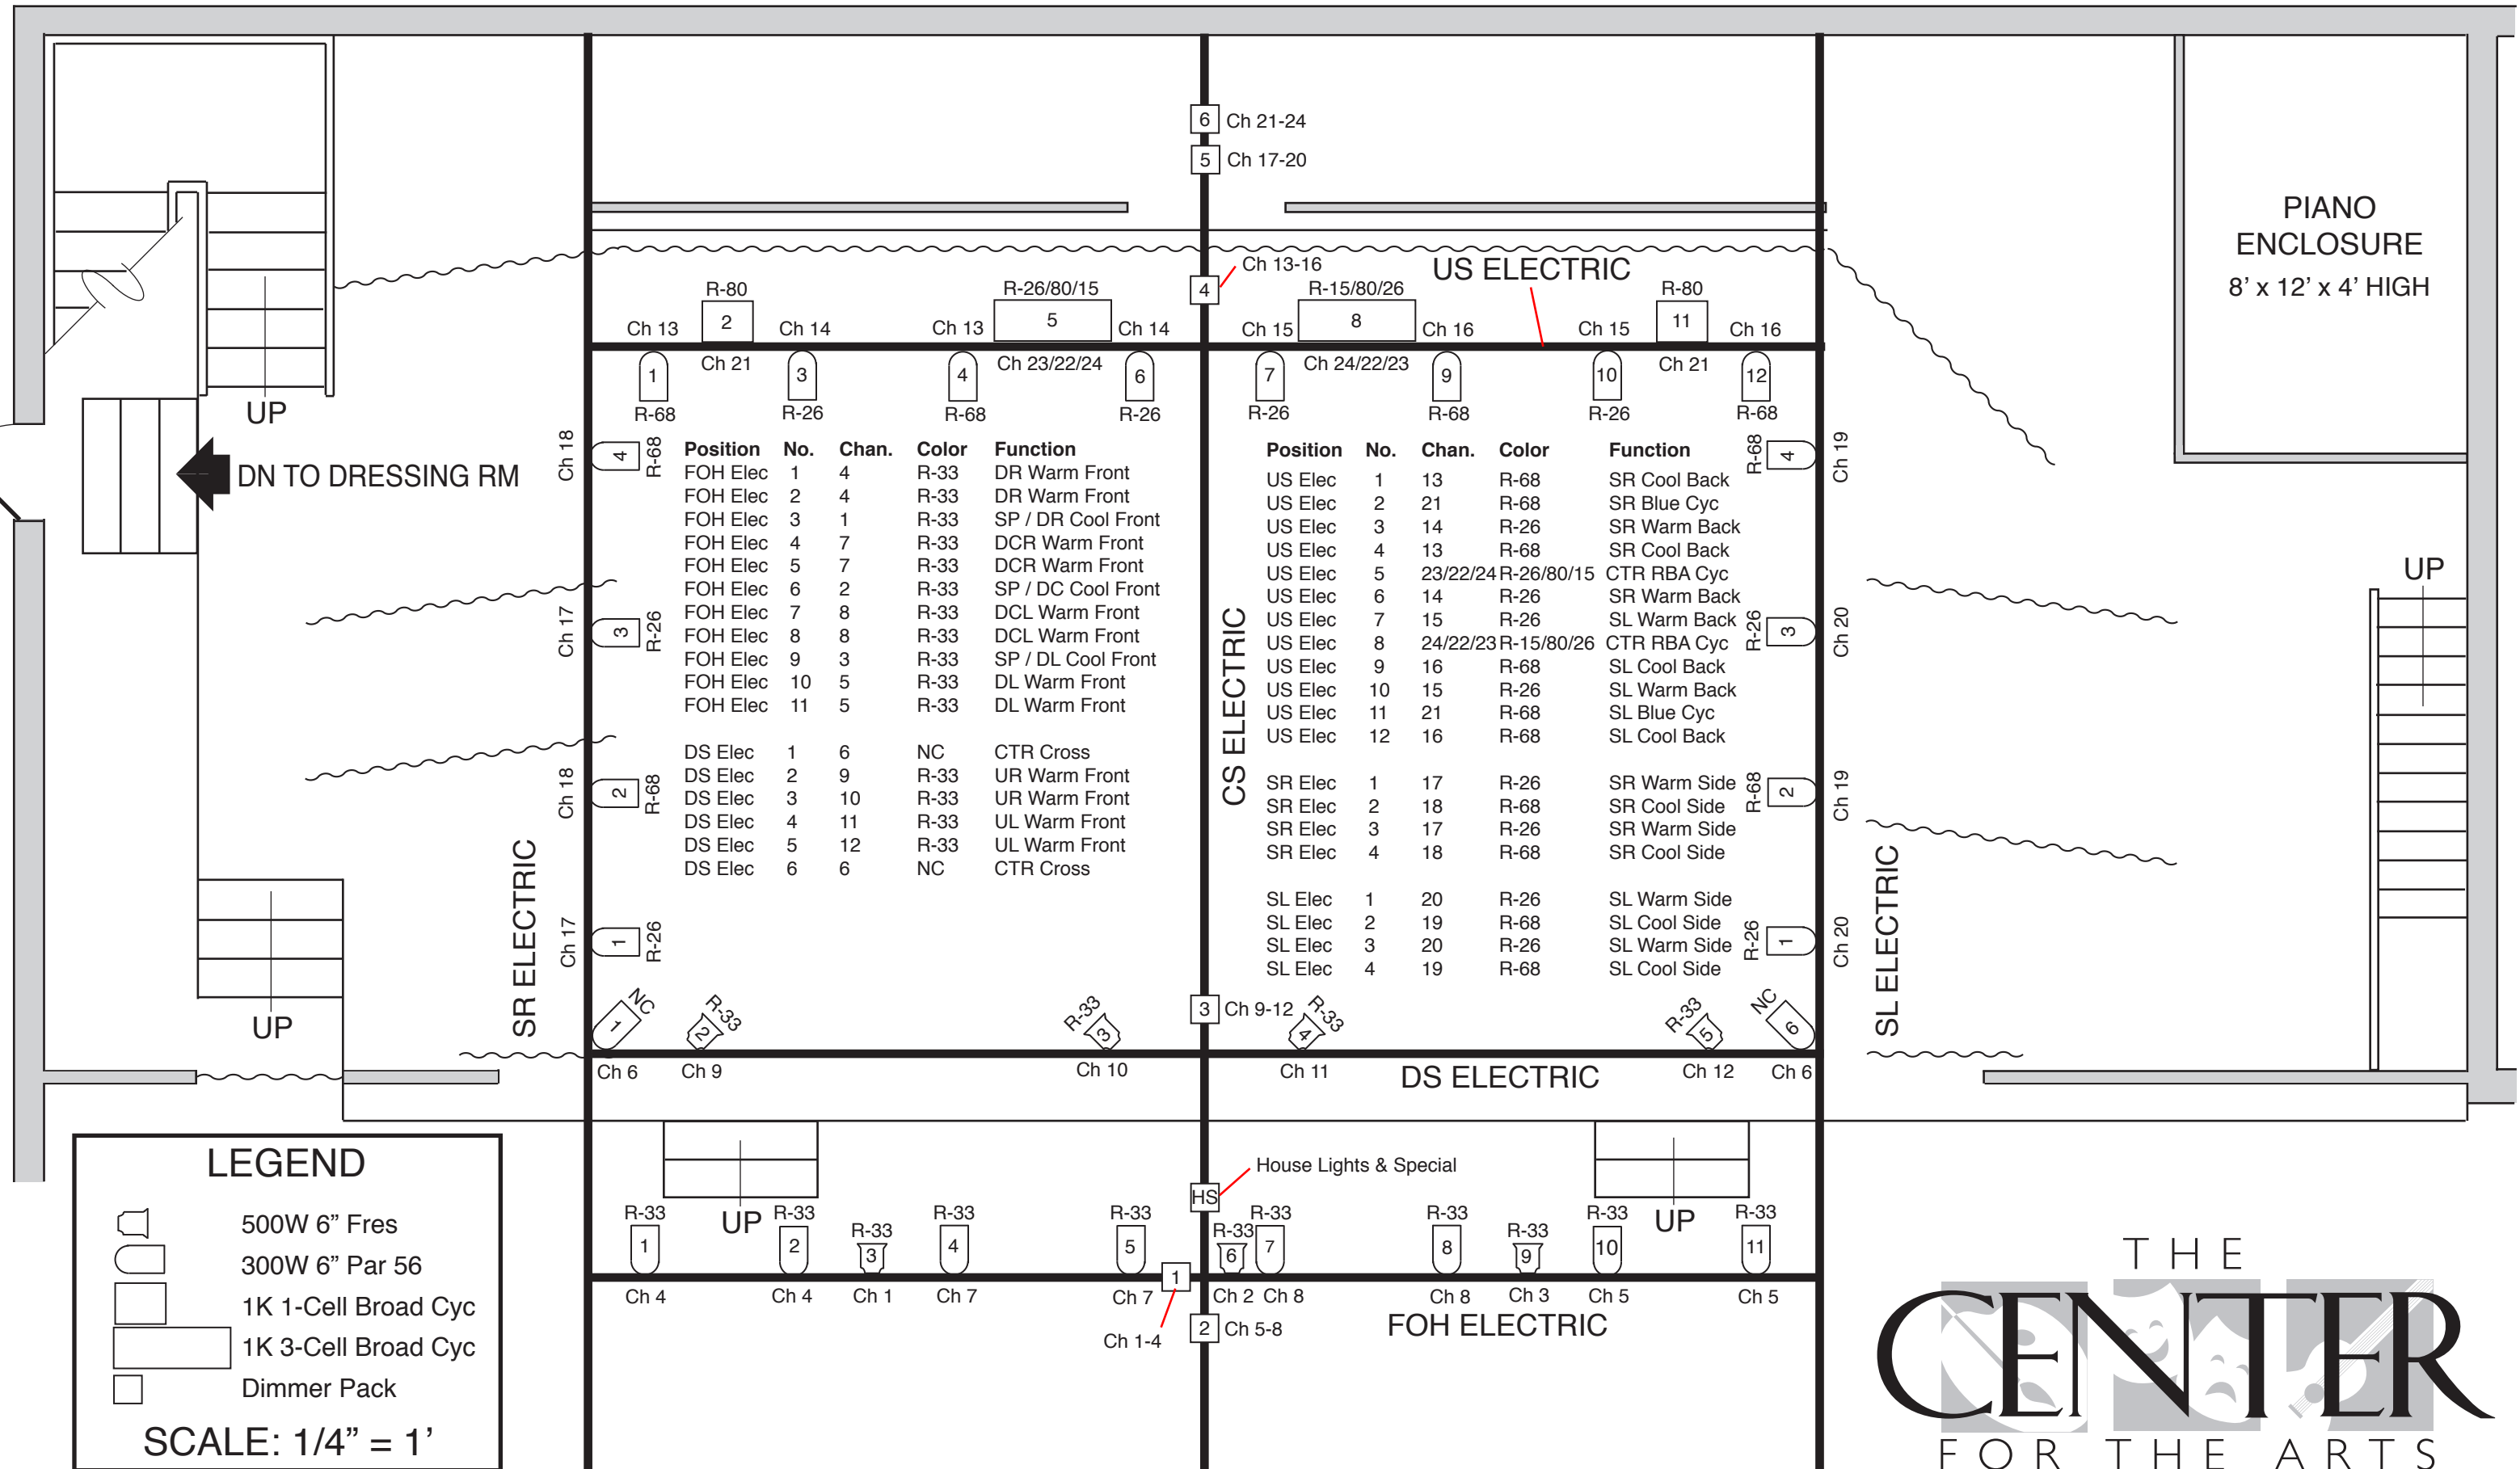 6 Ch 21-24
5 Ch 17-20
PIANO
ENCLOSURE
8’ x 12’ x 4’ HIGH
Ch 13-16
US ELECTRIC
4
R-80 R-26/80/15 R-15/80/26 R-80
2 5 8 11
Ch 13 Ch 14 Ch 13 Ch 14 Ch 15 Ch 16 Ch 15 Ch 16
Ch 21 Ch 23/22/24 Ch 24/22/23 Ch 21
1 3 4 6 7 9 10 12
R-68 R-26 R-68 R-26 R-26 R-68 R-26 R-68
UP
DN TO DRESSING RM
Ch 18 4 R-68
Ch 17 3 R-26
Ch 18 2 R-68
Ch 17 1 R-26
SR ELECTRIC
Position No. Chan. Color Function
FOH Elec 1 4 R-33 DR Warm Front
FOH Elec 2 4 R-33 DR Warm Front
FOH Elec 3 1 R-33 SP / DR Cool Front
FOH Elec 4 7 R-33 DCR Warm Front
FOH Elec 5 7 R-33 DCR Warm Front
FOH Elec 6 2 R-33 SP / DC Cool Front
FOH Elec 7 8 R-33 DCL Warm Front
FOH Elec 8 8 R-33 DCL Warm Front
FOH Elec 9 3 R-33 SP / DL Cool Front
FOH Elec 10 5 R-33 DL Warm Front
FOH Elec 11 5 R-33 DL Warm Front
DS Elec 1 6 NC CTR Cross
DS Elec 2 9 R-33 UR Warm Front
DS Elec 3 10 R-33 UR Warm Front
DS Elec 4 11 R-33 UL Warm Front
DS Elec 5 12 R-33 UL Warm Front
DS Elec 6 6 NC CTR Cross
CS ELECTRIC
Position No. Chan. Color Function
US Elec 1 13 R-68 SR Cool Back
US Elec 2 21 R-68 SR Blue Cyc
US Elec 3 14 R-26 SR Warm Back
US Elec 4 13 R-68 SR Cool Back
US Elec 5 23/22/24 R-26/80/15 CTR RBA Cyc
US Elec 6 14 R-26 SR Warm Back
US Elec 7 15 R-26 SL Warm Back
US Elec 8 24/22/23 R-15/80/26 CTR RBA Cyc
US Elec 9 16 R-68 SL Cool Back
US Elec 10 15 R-26 SL Warm Back
US Elec 11 21 R-68 SL Blue Cyc
US Elec 12 16 R-68 SL Cool Back
SR Elec 1 17 R-26 SR Warm Side
SR Elec 2 18 R-68 SR Cool Side
SR Elec 3 17 R-26 SR Warm Side
SR Elec 4 18 R-68 SR Cool Side
SL Elec 1 20 R-26 SL Warm Side
SL Elec 2 19 R-68 SL Cool Side
SL Elec 3 20 R-26 SL Warm Side
SL Elec 4 19 R-68 SL Cool Side
R-68 4 Ch 19
R-26 3 Ch 20
R-68 2 Ch 19
R-26 1 Ch 20
SL ELECTRIC
UP
UP
NC R-33 R-33 R-33 R-33 NC
1 2 3 4 5 6
3 Ch 9-12
Ch 6 Ch 9 Ch 10 Ch 11 Ch 12 Ch 6
DS ELECTRIC
House Lights & Special
HS
UP UP
R-33 R-33 R-33 R-33 R-33 R-33 R-33 R-33 R-33 R-33 R-33
1 2 3 4 5 6 7 8 9 10 11
1
Ch 4 Ch 4 Ch 1 Ch 7 Ch 7 Ch 2 Ch 8 Ch 8 Ch 3 Ch 5 Ch 5
Ch 1-4
2 Ch 5-8
FOH ELECTRIC
LEGEND
500W 6” Fres
300W 6” Par 56
1K 1-Cell Broad Cyc
1K 3-Cell Broad Cyc
Dimmer Pack
SCALE: 1/4” = 1’
THE
CENTER
FOR THE ARTS